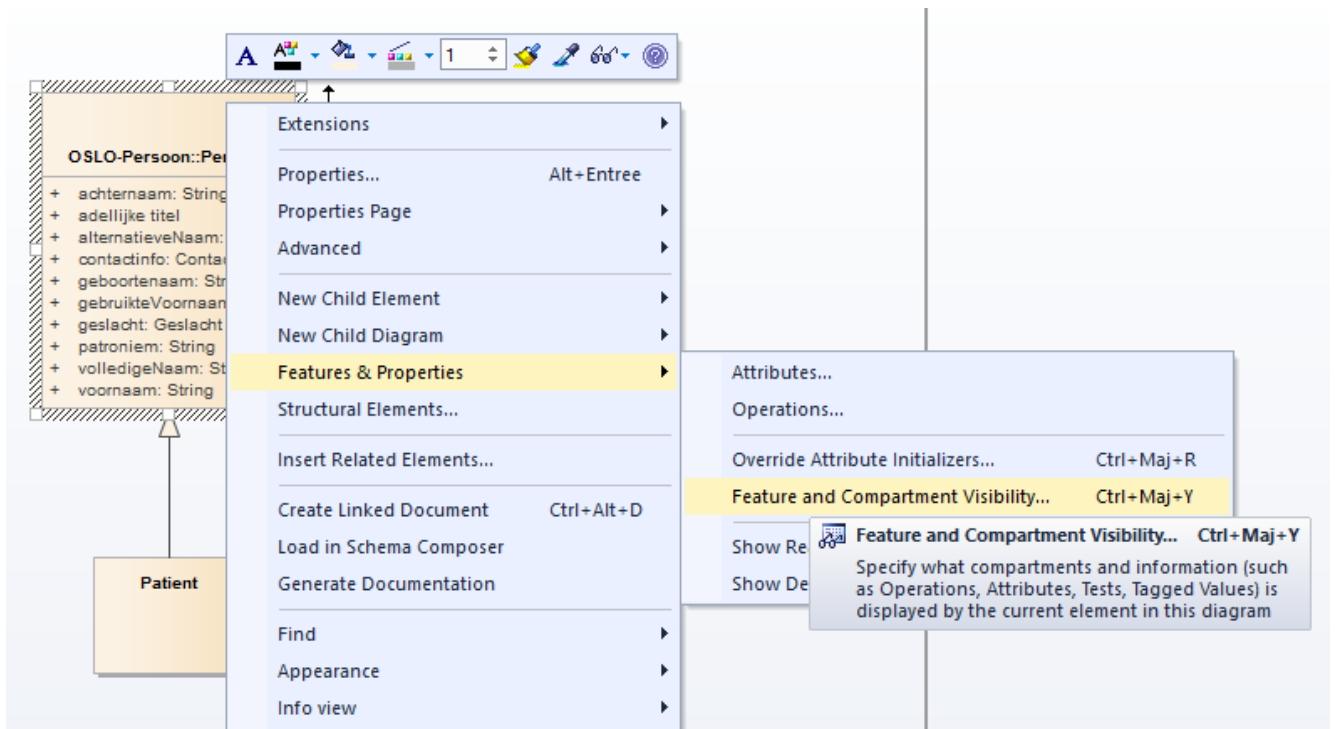 A
1
OSLO-Persoon::Per
+ achternaam: String
+ adellijke titel
+ alternatieveNaam:
+ contactinfo: Conta
+ geboortenaam: Str
+ gebruikteVoornaam
+ geslacht: Geslacht
+ patroniem: String
+ volledigeNaam: St
+ voornaam: String
Patient
Extensions
Properties... Alt+Entree
Properties Page
Advanced
New Child Element
New Child Diagram
Features & Properties
Structural Elements...
Insert Related Elements...
Create Linked Document Ctrl+Alt+D
Load in Schema Composer
Generate Documentation
Find
Appearance
Info view
Attributes...
Operations...
Override Attribute Initializers... Ctrl+Maj+R
Feature and Compartment Visibility... Ctrl+Maj+Y
Show Re
Show De
Feature and Compartment Visibility... Ctrl+Maj+Y
Specify what compartments and information (such
as Operations, Attributes, Tests, Tagged Values) is
displayed by the current element in this diagram